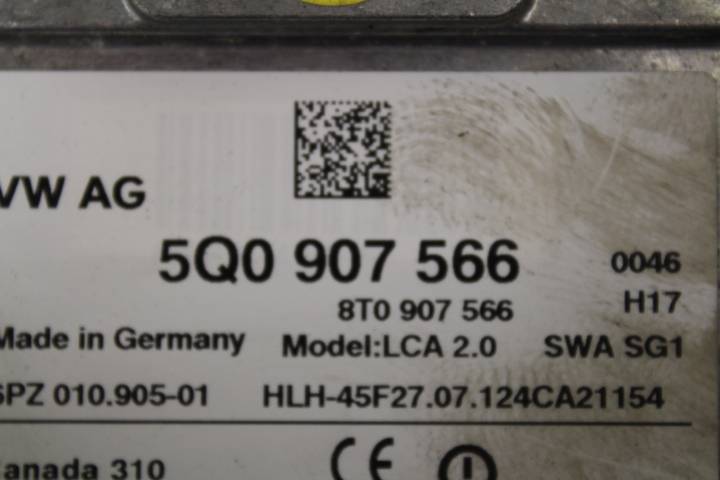 VW AG
5Q0 907 566 0046
8T0 907 566 H17
Made in Germany Model:LCA 2.0 SWA SG1
5PZ 010.905-01 HLH-45F27.07.124CA21154
anada 310 CE